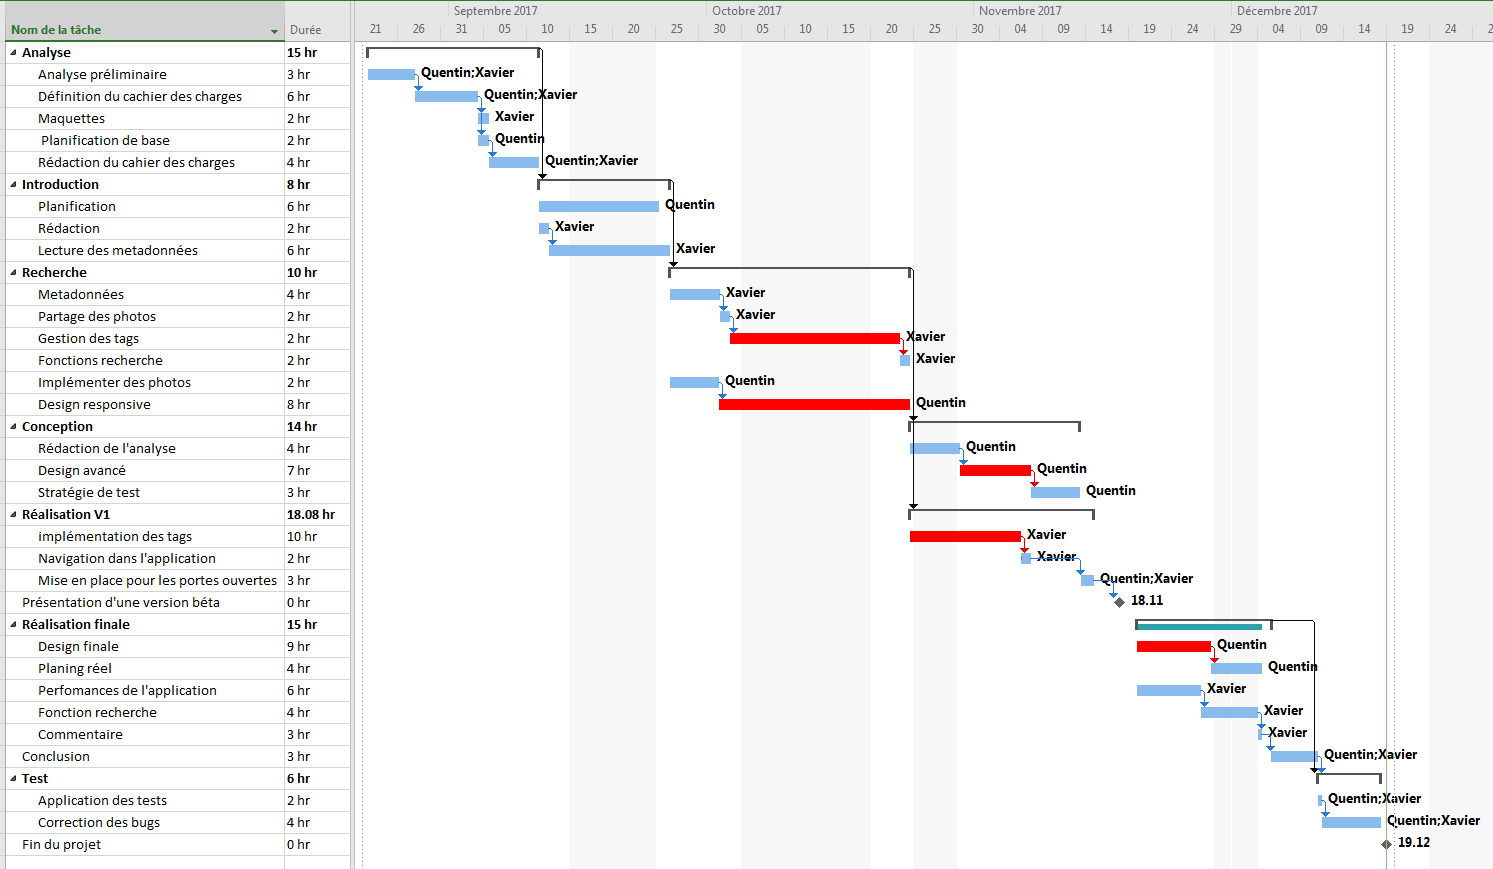 Septembre 2017 Octobre 2017 Novembre 2017 Décembre 2017
Nom de la tâche Durée 21 26 31 05 10 15 20 25 30 05 10 15 20 25 30 04 09 14 19 24 29 04 09 14 19 24
Analyse 15 hr
Analyse préliminaire 3 hr Quentin;Xavier
Définition du cachier des charges 6 hr Quentin;Xavier
Maquettes 2 hr Xavier
Planification de base 2 hr Quentin
Rédaction du cahier des charges 4 hr Quentin;Xavier
Introduction 8 hr
Planification 6 hr Quentin
Rédaction 2 hr Xavier
Lecture des metadonnées 6 hr Xavier
Recherche 10 hr
Metadonnées 4 hr Xavier
Partage des photos 2 hr Xavier
Gestion des tags 2 hr Xavier
Fonctions recherche 2 hr Xavier
Implémenter des photos 2 hr Quentin
Design responsive 8 hr Quentin
Conception 14 hr
Rédaction de l'analyse 4 hr Quentin
Design avancé 7 hr Quentin
Stratégie de test 3 hr Quentin
Réalisation V1 18.08 hr
implémentation des tags 10 hr Xavier
Navigation dans l'application 2 hr Xavier
Mise en place pour les portes ouvertes 3 hr Quentin;Xavier
Présentation d'une version béta 0 hr 18.11
Réalisation finale 15 hr
Design finale 9 hr Quentin
Planing réel 4 hr Quentin
Perfomances de l'application 6 hr Xavier
Fonction recherche 4 hr Xavier
Commentaire 3 hr Xavier
Conclusion 3 hr Quentin;Xavier
Test 6 hr
Application des tests 2 hr Quentin;Xavier
Correction des bugs 4 hr Quentin;Xavier
Fin du projet 0 hr 19.12